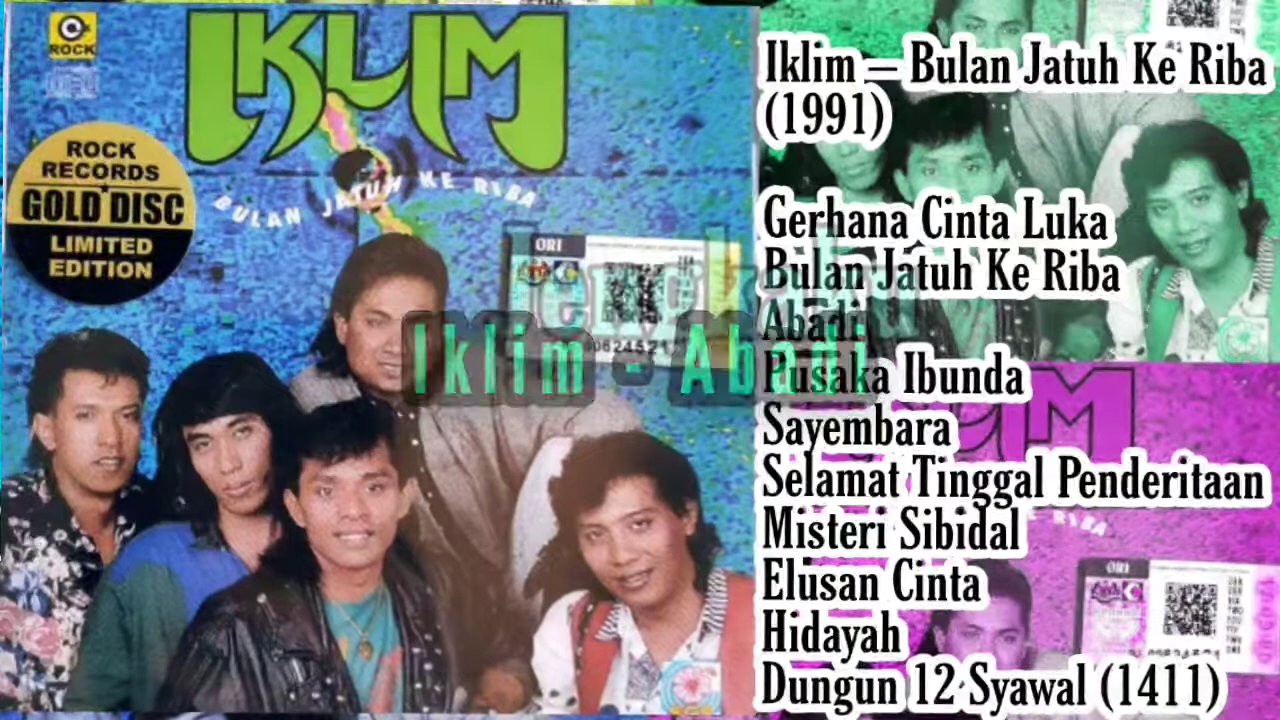 ROCK
IKLIM
BULAN JATUH KE RIBA
ROCK
RECORDS
GOLD DISC
LIMITED
EDITION
ORI
Iklim - Abadi
Iklim – Bulan Jatuh Ke Riba
(1991)
Gerhana Cinta Luka
Bulan Jatuh Ke Riba
Abadi
Pusaka Ibunda
Sayembara
Selamat Tinggal Penderitaan
Misteri Sibidal
Elusan Cinta
Hidayah
Dungun 12 Syawal (1411)
RIBA
ORI